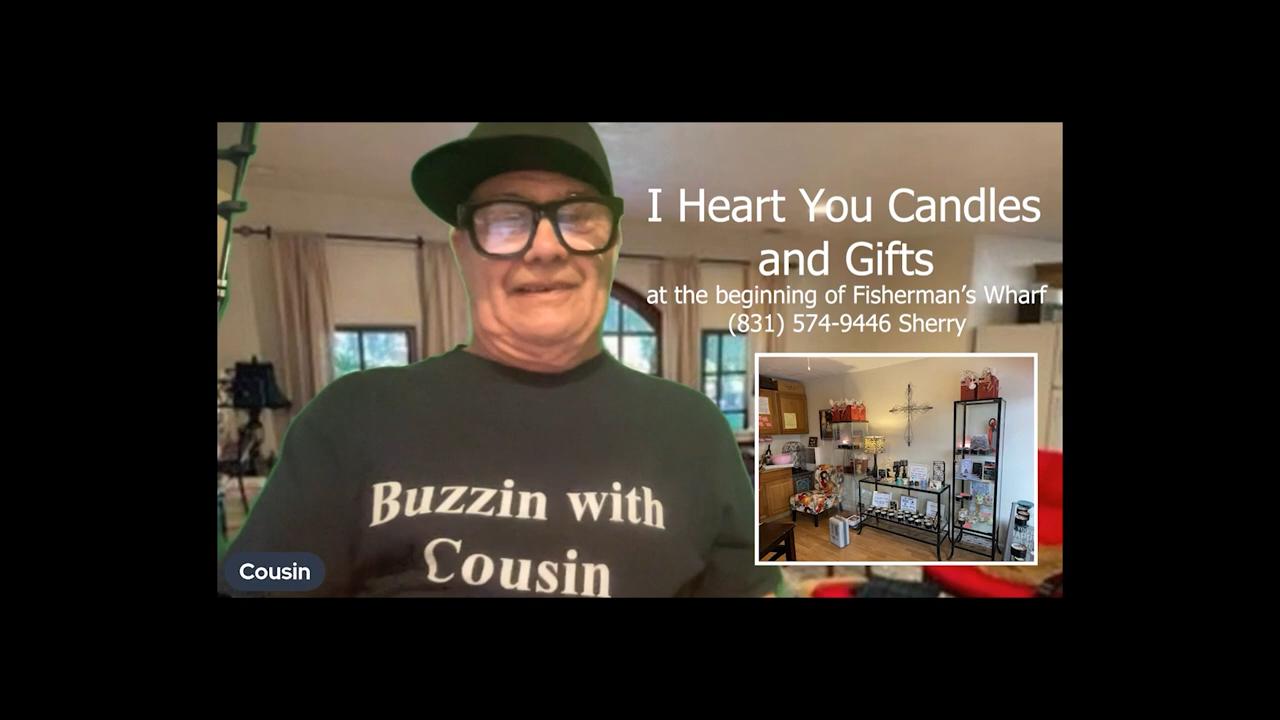 I Heart You Candles
and Gifts
at the beginning of Fisherman's Wharf
(831) 574-9446 Sherry
Buzzin with
Cousin
Cousin